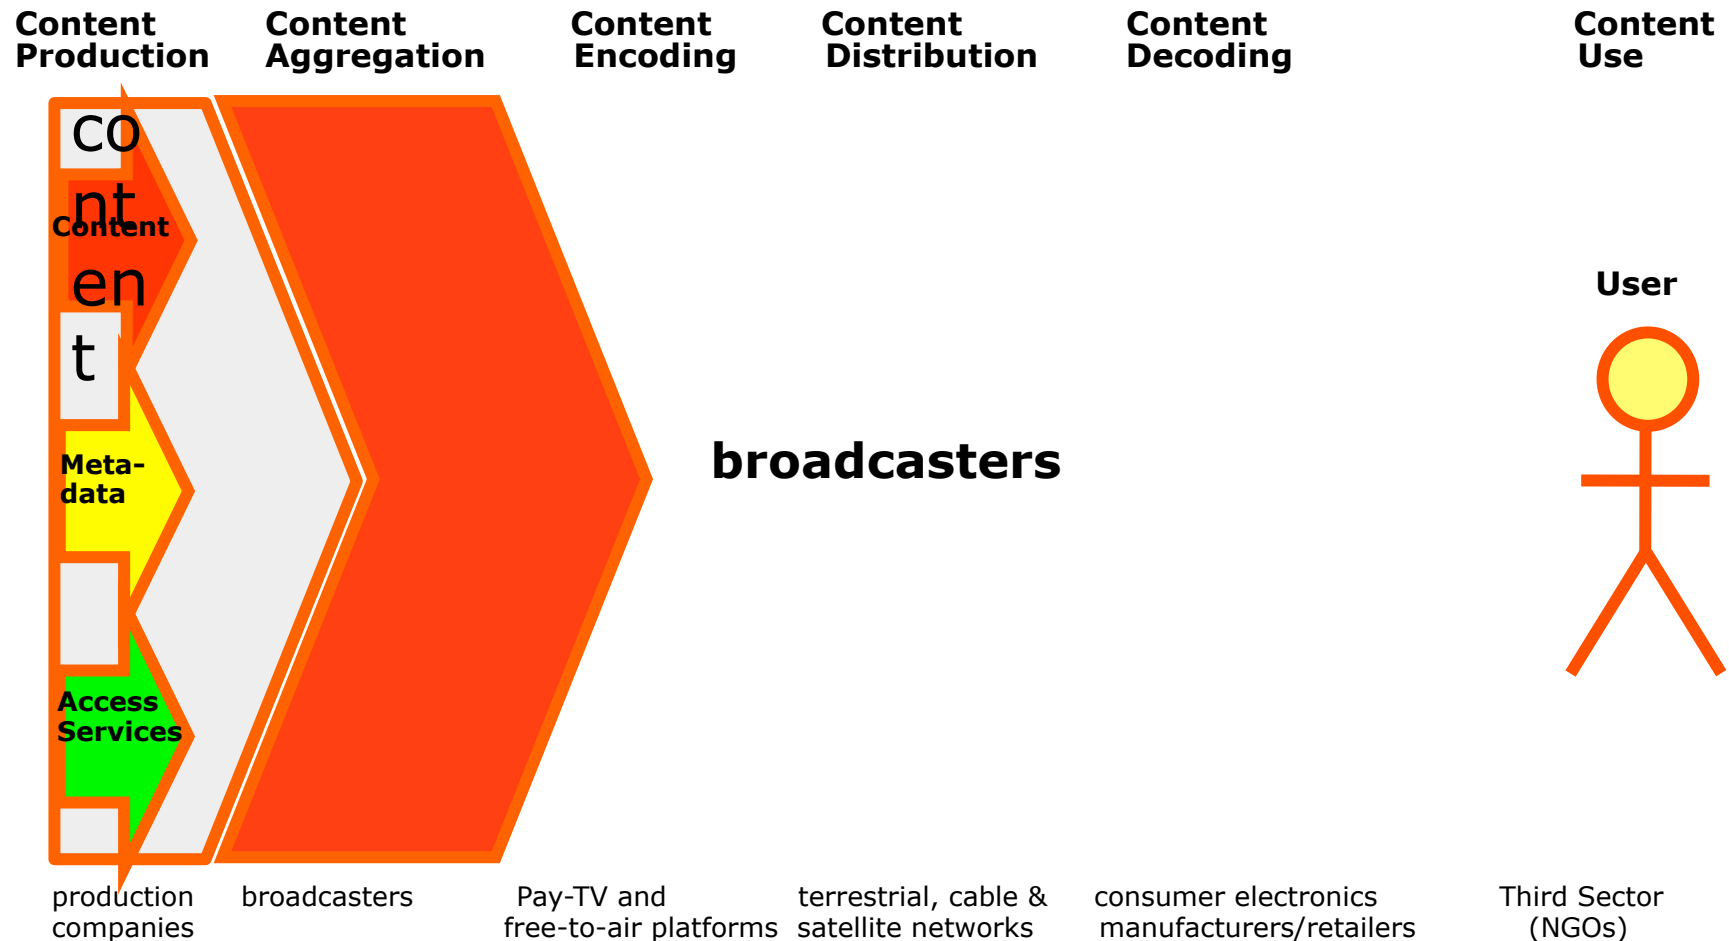 Content Production
Content Aggregation
Content Encoding
Content Distribution
Content Decoding
Content Use
co
nt
en
t
Content
Meta-
data
Access
Services
broadcasters
User
production
companies
broadcasters
Pay-TV and
free-to-air platforms
terrestrial, cable &
satellite networks
consumer electronics
manufacturers/retailers
Third Sector
(NGOs)